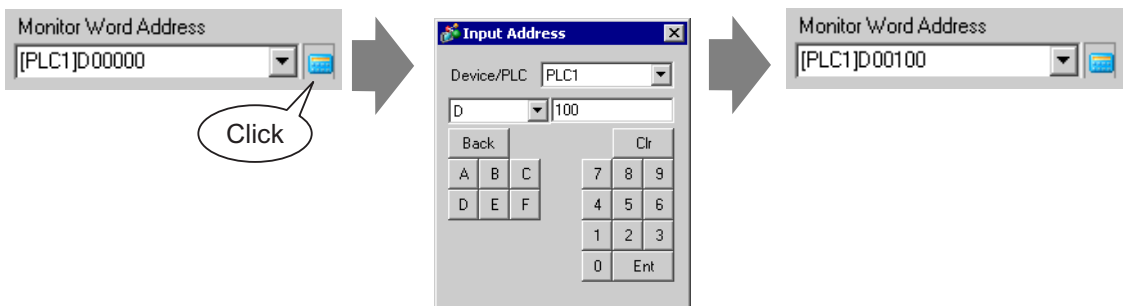 Monitor Word Address
[PLC1]D00000
Click
Input Address
Device/PLC PLC1
D 100
Back Clr
A B C 7 8 9
D E F 4 5 6
1 2 3
0 Ent
Monitor Word Address
[PLC1]D00100